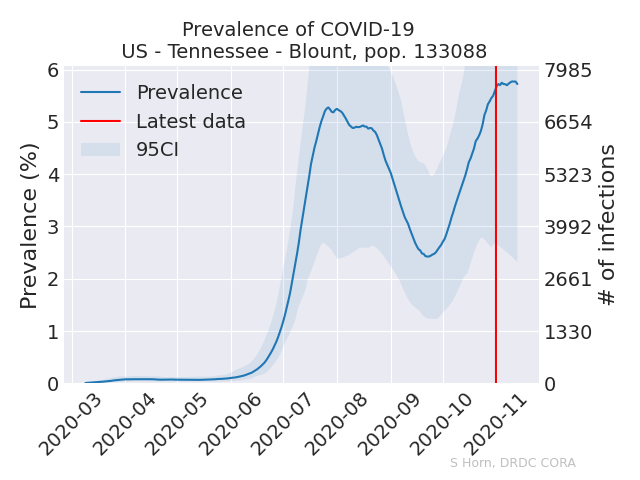 Prevalence of COVID-19
US - Tennessee - Blount, pop. 133088
Prevalence
Latest data
95CI
Prevalence (%)
6
5
4
3
2
1
0
7985
6654
5323
3992
2661
1330
0
# of infections
2020-03
2020-04
2020-05
2020-06
2020-07
2020-08
2020-09
2020-10
2020-11
S Horn, DRDC CORA